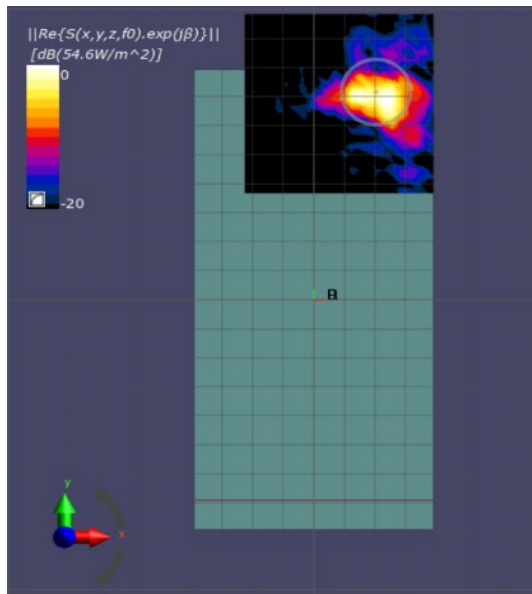 ||Re{S(x,y,z,f0).exp(jβ)}||
[dB(54.6W/m^2)]
0
-20
Y
x